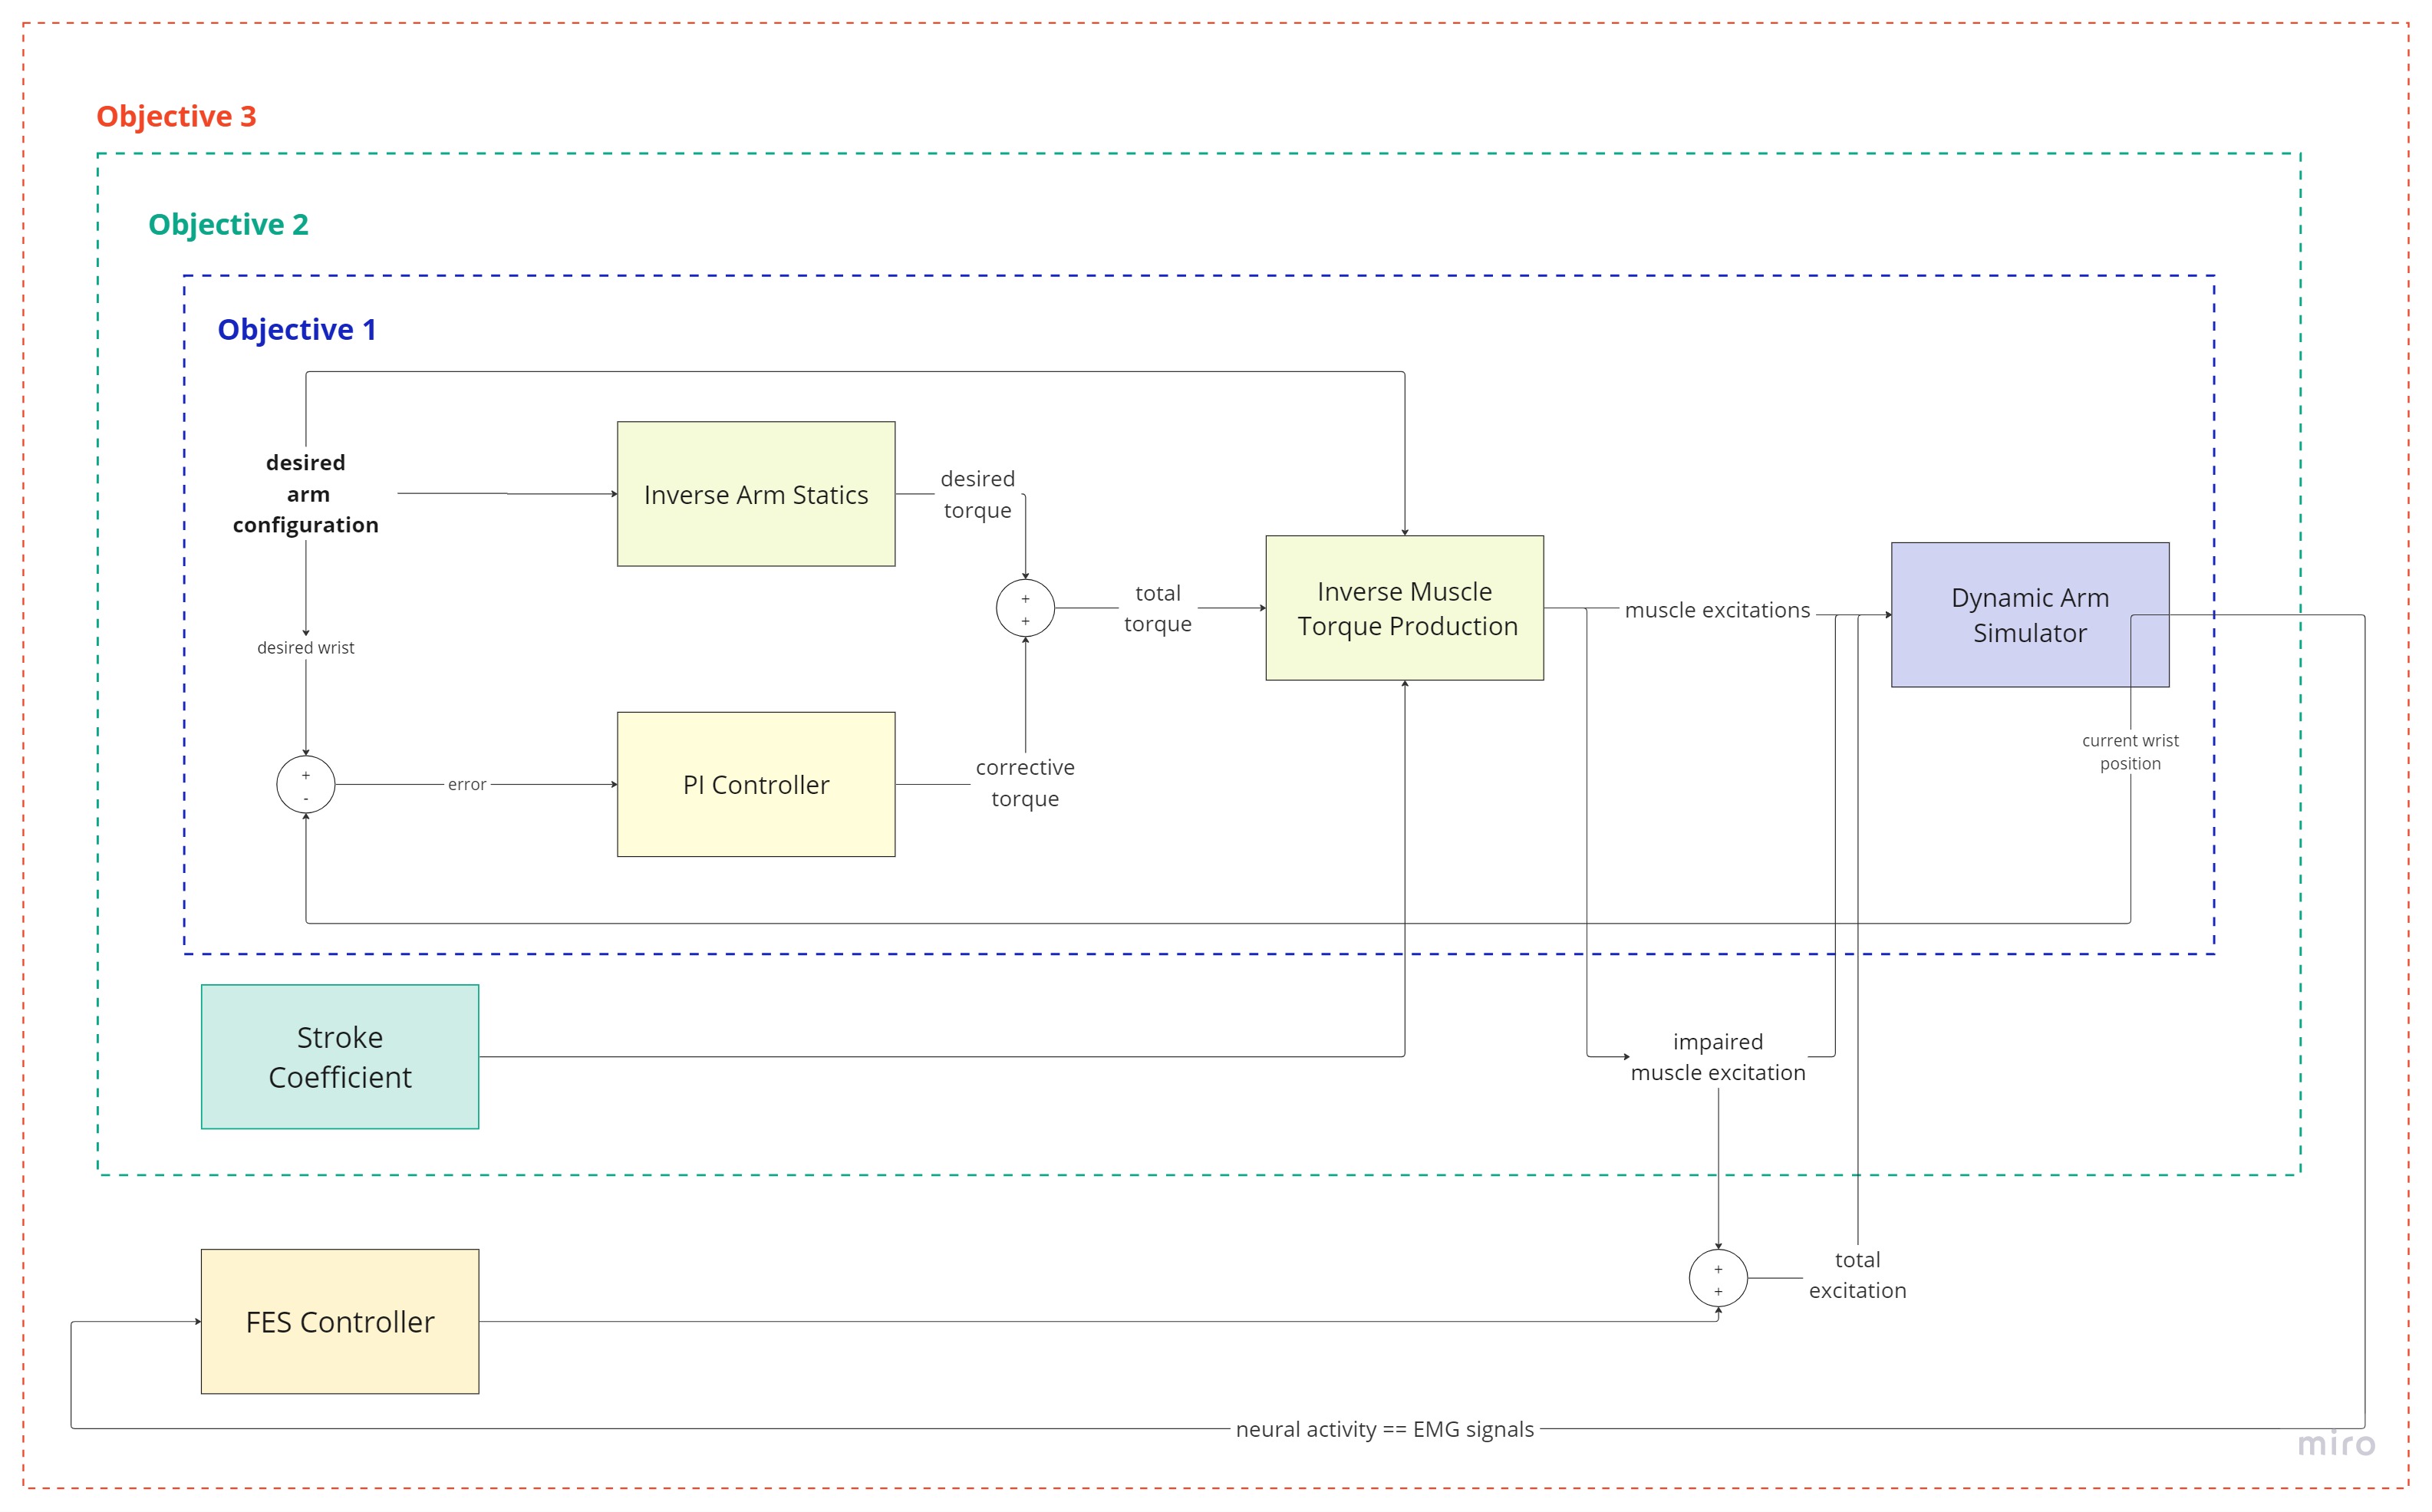 Objective 3
Objective 2
Objective 1
desired
arm
configuration
Inverse Arm Statics
desired
torque
+
+
total
torque
Inverse Muscle
Torque Production
muscle excitations
Dynamic Arm
Simulator
desired wrist
+
-
error
PI Controller
corrective
torque
current wrist
position
Stroke
Coefficient
impaired
muscle excitation
+
+
total
excitation
FES Controller
neural activity == EMG signals
miro